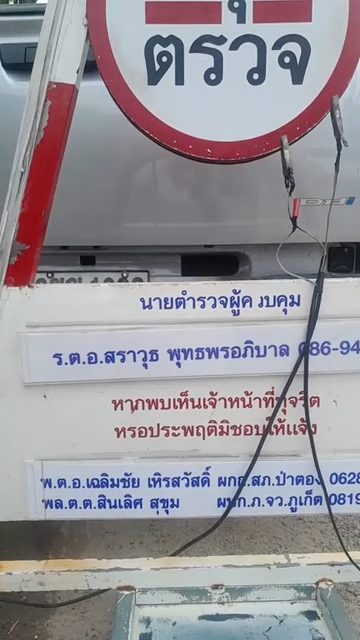 ตรวจ
นายตำรวจผู้ควบคุม
ร.ต.อ.สราวุธ พุทธพรอภิบาล 086-94
หากพบเห็นเจ้าหน้าที่ทุจริต
หรือประพฤติมิชอบให้แจ้ง
พ.ต.อ.เฉลิมชัย เหิรสวัสดิ์ ผกก.สภ.ป่าตอง 0628
พล.ต.ต.สินเลิศ สุขุม ผบก.ภ.จว.ภูเก็ต 0819